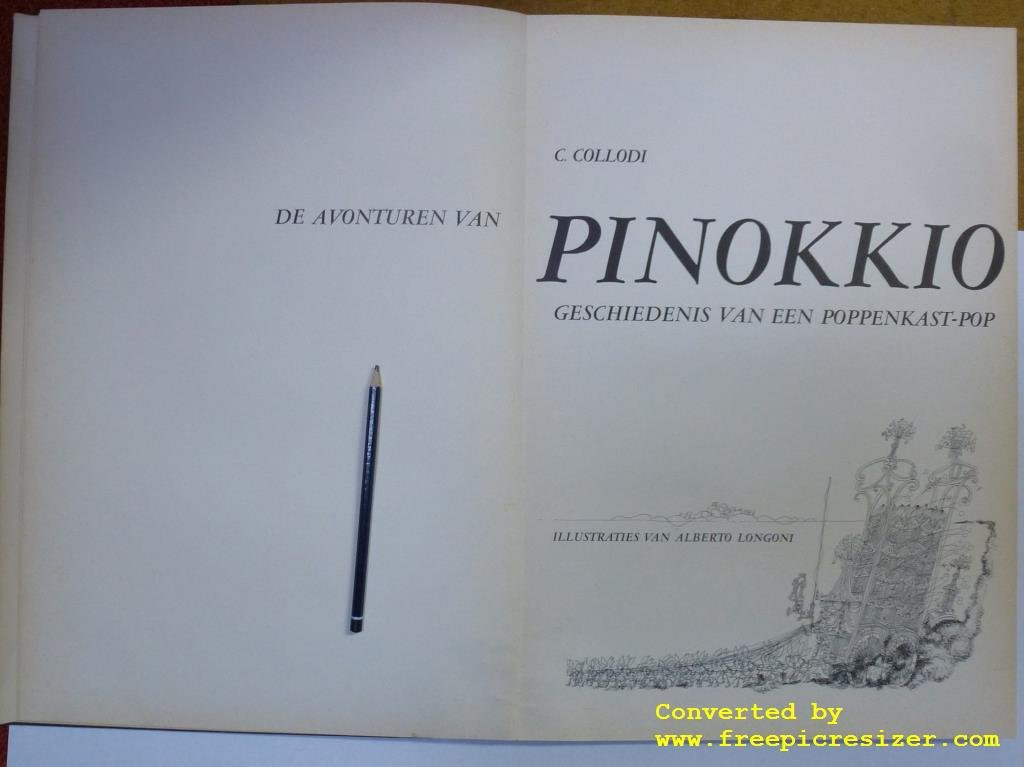 C. COLLODI
DE AVONTUREN VAN
PINOKKIO
GESCHIEDENIS VAN EEN POPPENKAST-POP
ILLUSTRATIES VAN ALBERTO LONGONI
Converted by
www.freepicresizer.com